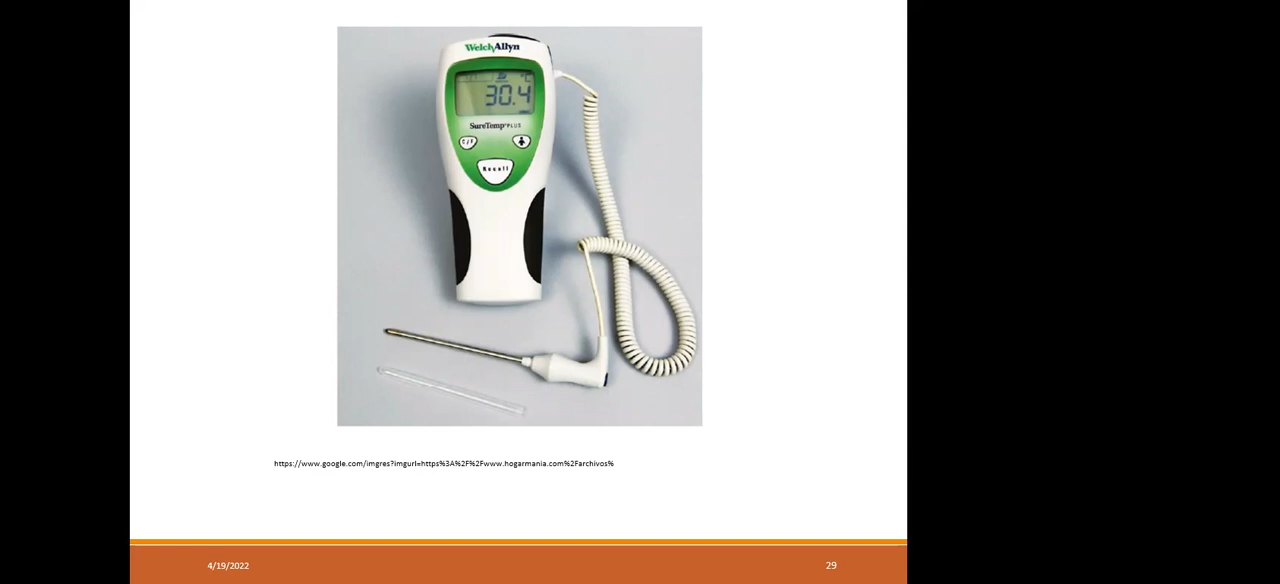 WelchAllyn
°C
30.4
SureTemp®PLUS
C/F
Recall
https://www.google.com/imgres?imgurl=https%3A%2F%2Fwww.hogarmania.com%2Farchivos%
4/19/2022
29